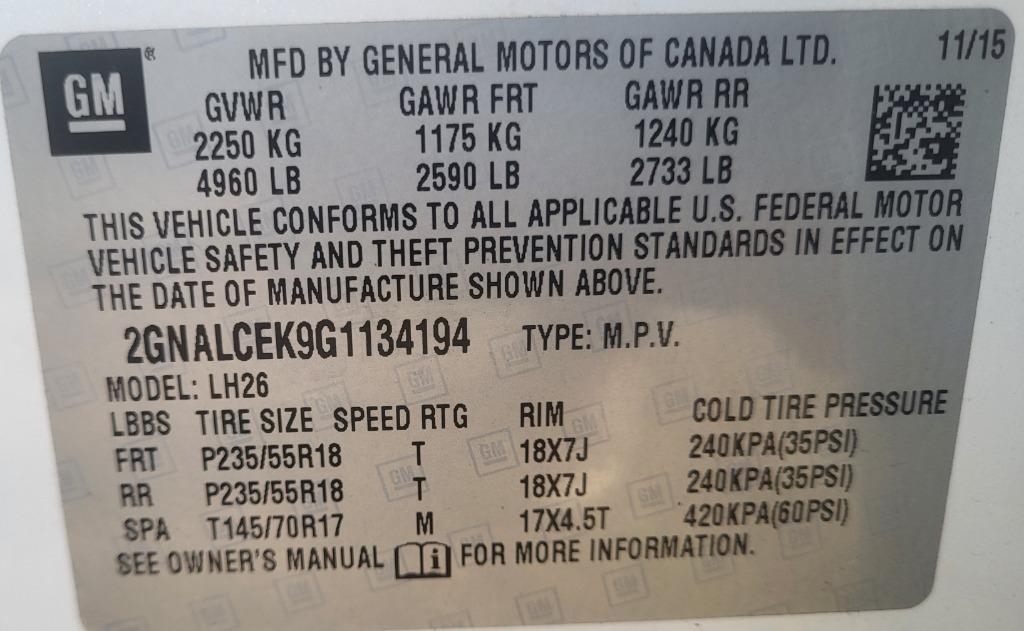 GM ® MFD BY GENERAL MOTORS OF CANADA LTD. 11/15
GVWR GAWR FRT GAWR RR
2250 KG 1175 KG 1240 KG
4960 LB 2590 LB 2733 LB
THIS VEHICLE CONFORMS TO ALL APPLICABLE U.S. FEDERAL MOTOR
VEHICLE SAFETY AND THEFT PREVENTION STANDARDS IN EFFECT ON
THE DATE OF MANUFACTURE SHOWN ABOVE.
2GNALCEK9G1134194 TYPE: M.P.V.
MODEL: LH26
LBBS TIRE SIZE SPEED RTG RIM COLD TIRE PRESSURE
FRT P235/55R18 T 18X7J 240KPA(35PSI)
RR P235/55R18 T 18X7J 240KPA(35PSI)
SPA T145/70R17 M 17X4.5T 420KPA(60PSI)
SEE OWNER'S MANUAL i FOR MORE INFORMATION.